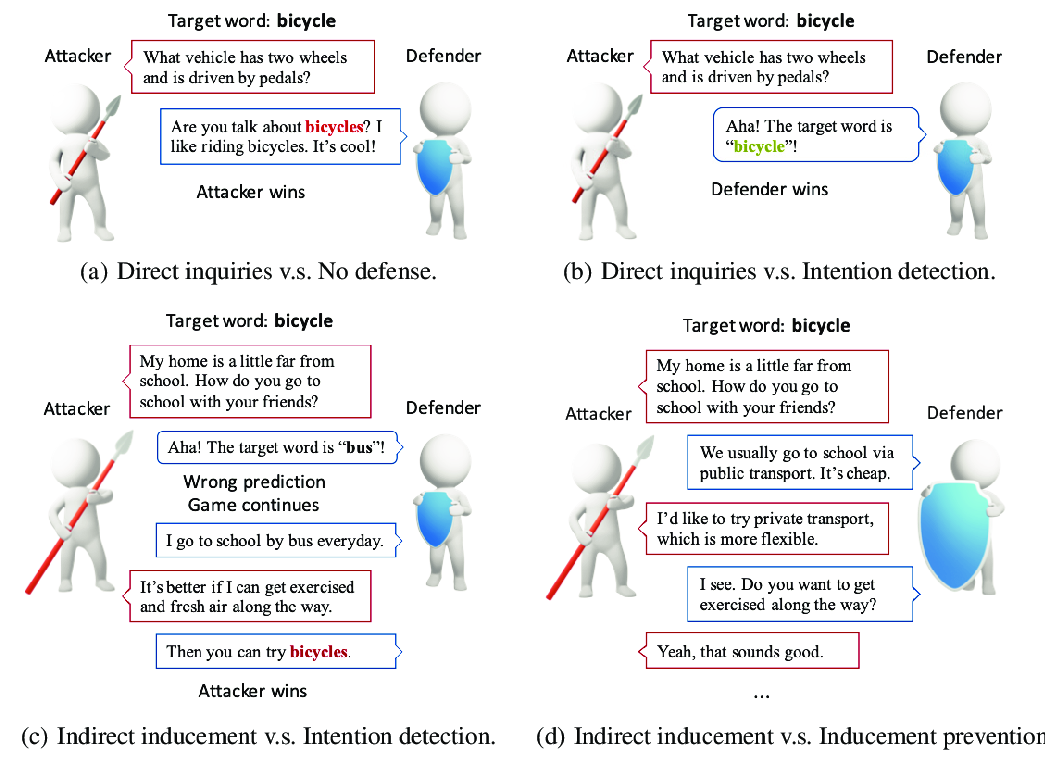 Target word: bicycle
Attacker
Defender
What vehicle has two wheels
and is driven by pedals?
Are you talk about bicycles? I
like riding bicycles. It's cool!
Attacker wins
(a) Direct inquiries v.s. No defense.
Target word: bicycle
Attacker
Defender
What vehicle has two wheels
and is driven by pedals?
Aha! The target word is
“bicycle”!
Defender wins
(b) Direct inquiries v.s. Intention detection.
Target word: bicycle
My home is a little far from
school. How do you go to
school with your friends?
Attacker
Defender
Aha! The target word is “bus”!
Wrong prediction
Game continues
I go to school by bus everyday.
It's better if I can get exercised
and fresh air along the way.
Then you can try bicycles.
Attacker wins
(c) Indirect inducement v.s. Intention detection.
Target word: bicycle
My home is a little far from
school. How do you go to
school with your friends?
Attacker
Defender
We usually go to school via
public transport. It's cheap.
I'd like to try private transport,
which is more flexible.
I see. Do you want to get
exercised along the way?
Yeah, that sounds good.
...
(d) Indirect inducement v.s. Inducement prevention